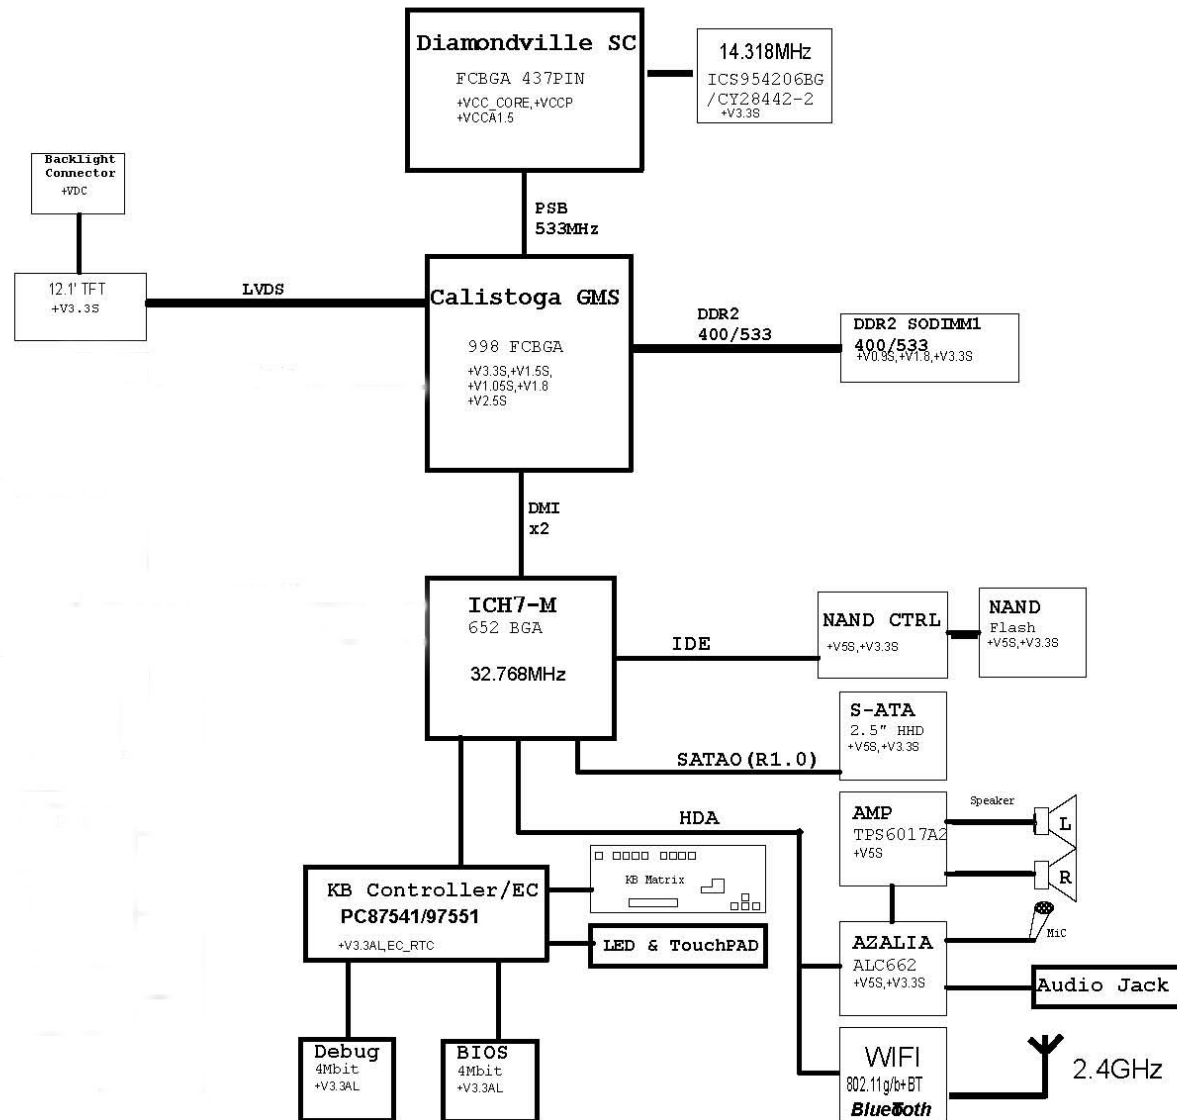 Diamondville SC
FCBGA 437PIN
+VCC_CORE,+VCCP
+VCCA1.5
14.318MHz
ICS954206BG
/CY28442-2
+V3.3S
Backlight
Connector
+VDC
PSB
533MHz
12.1' TFT
+V3.3S
LVDS
Calistoga GMS
998 FCBGA
+V3.3S,+V1.5S,
+V1.05S,+V1.8
+V2.5S
DDR2
400/533
DDR2 SODIMM1
400/533
+V0.9S,+V1.8,+V3.3S
DMI
x2
ICH7-M
652 BGA
32.768MHz
IDE
NAND CTRL
+V5S,+V3.3S
NAND
Flash
+V5S,+V3.3S
S-ATA
2.5" HHD
+V5S,+V3.3S
SATAO(R1.0)
HDA
AMP
TPS6017A2
+V5S
Speaker
L
R
KB Controller/EC
PC87541/97551
+V3.3AL,EC_RTC
KB Matrix
LED & TouchPAD
AZALIA
ALC662
+V5S,+V3.3S
MiC
Audio Jack
Debug
4Mbit
+V3.3AL
BIOS
4Mbit
+V3.3AL
WIFI
802.11g/b+BT
BlueToth
2.4GHz